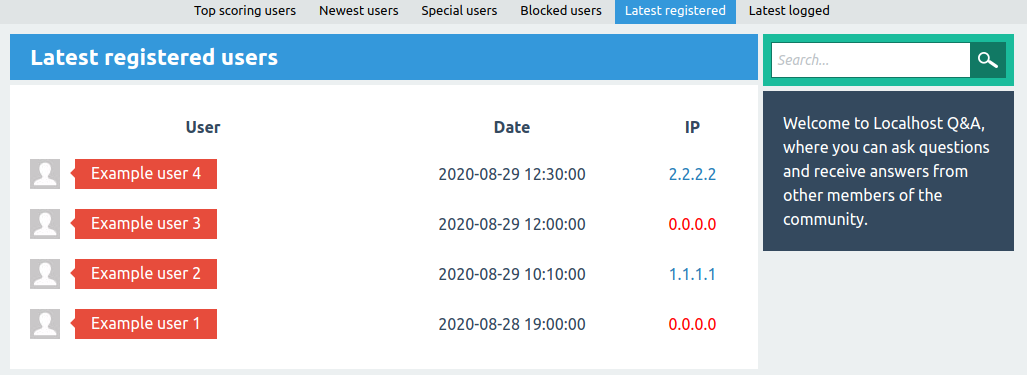 Top scoring users Newest users Special users Blocked users Latest registered Latest logged
Latest registered users
Search...
Welcome to Localhost Q&A,
where you can ask questions
and receive answers from
other members of the
community.
User Date IP
Example user 4 2020-08-29 12:30:00 2.2.2.2
Example user 3 2020-08-29 12:00:00 0.0.0.0
Example user 2 2020-08-29 10:10:00 1.1.1.1
Example user 1 2020-08-28 19:00:00 0.0.0.0